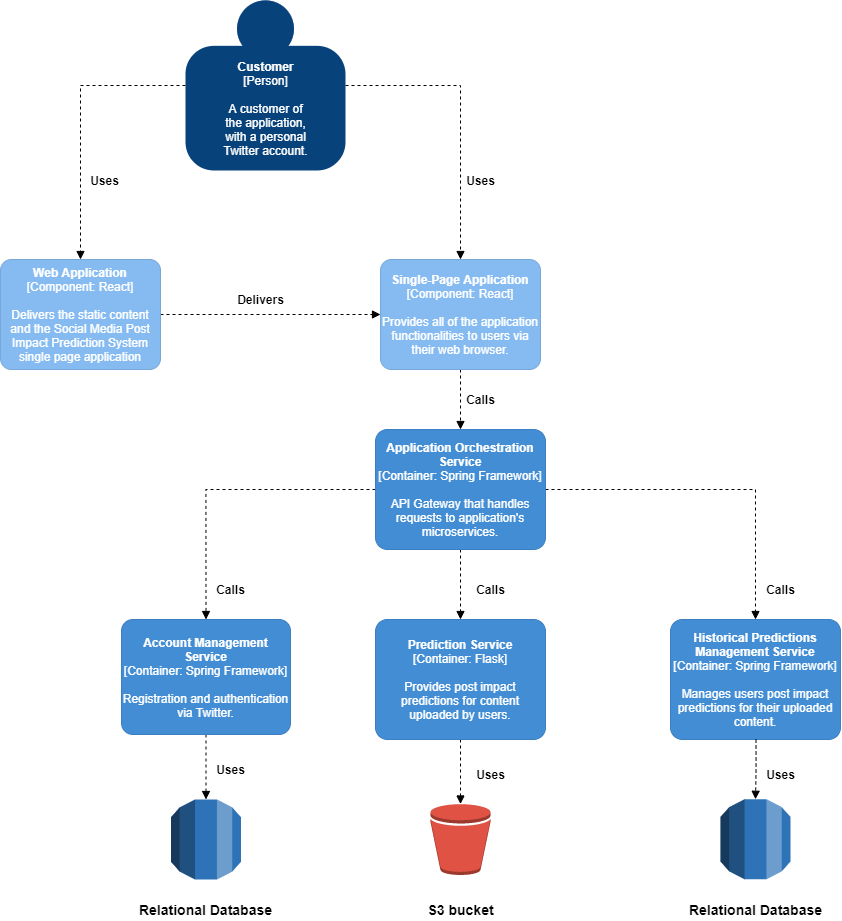 Customer
[Person]
A customer of
the application,
with a personal
Twitter account.
Uses
Uses
Web Application
[Component: React]
Delivers the static content
and the Social Media Post
Impact Prediction System
single page application
Delivers
Single-Page Application
[Component: React]
Provides all of the application
functionalities to users via
their web browser.
Calls
Application Orchestration
Service
[Container: Spring Framework]
API Gateway that handles
requests to application's
microservices.
Calls
Calls
Calls
Account Management
Service
[Container: Spring Framework]
Registration and authentication
via Twitter.
Prediction Service
[Container: Flask]
Provides post impact
predictions for content
uploaded by users.
Historical Predictions
Management Service
[Container: Spring Framework]
Manages users post impact
predictions for their uploaded
content.
Uses
Uses
Uses
Relational Database
S3 bucket
Relational Database